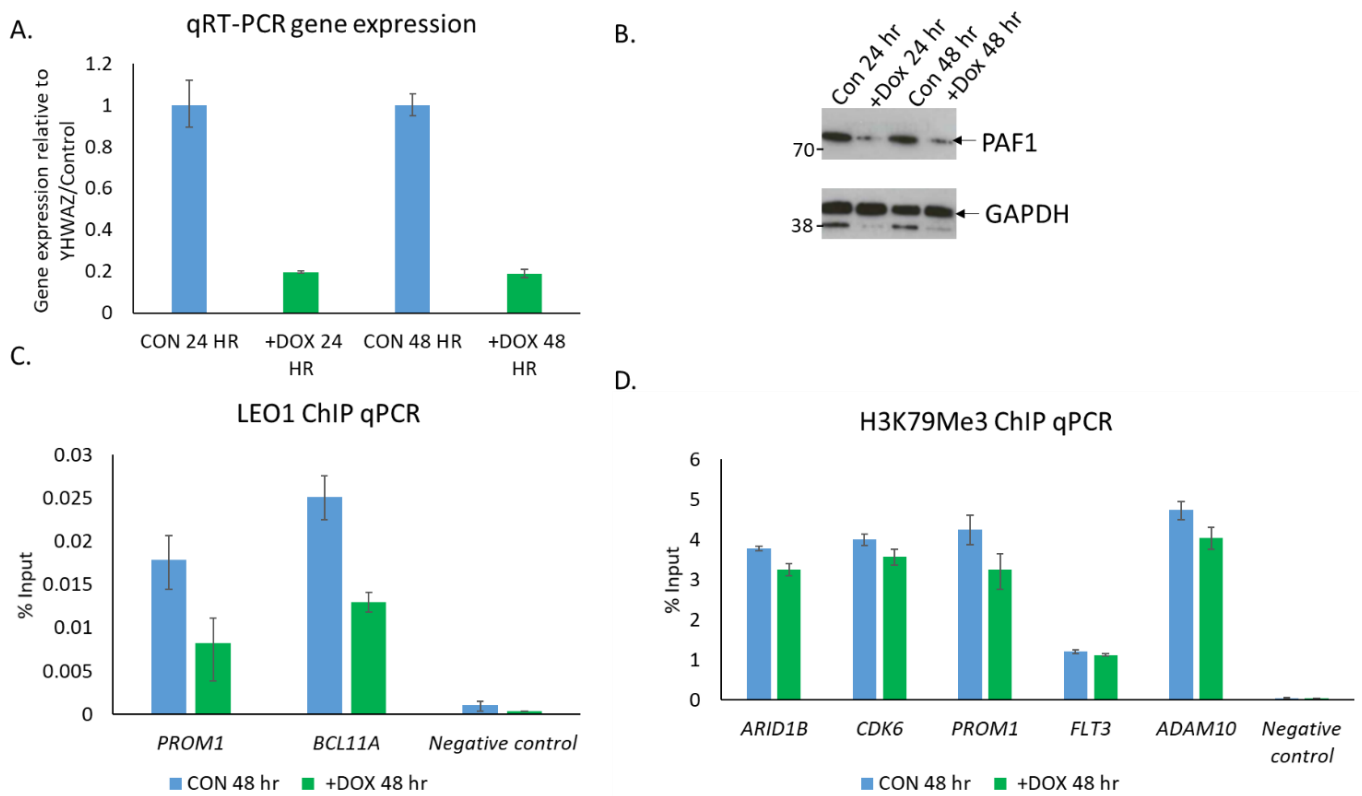 A.
qRT-PCR gene expression
Gene expression relative to
YHWAZ/Control
1.2
1
0.8
0.6
0.4
0.2
0
CON 24 HR
+DOX 24
HR
CON 48 HR
+DOX 48
HR
B.
Con 24 hr
+Dox 24 hr
Con 48 hr
+Dox 48 hr
70
PAF1
38
GAPDH
C.
LEO1 ChIP qPCR
% Input
0.03
0.025
0.02
0.015
0.01
0.005
0
PROM1
BCL11A
Negative control
CON 48 hr
+DOX 48 hr
D.
H3K79Me3 ChIP qPCR
% Input
6
5
4
3
2
1
0
ARID1B
CDK6
PROM1
FLT3
ADAM10
Negative
control
CON 48 hr
+DOX 48 hr